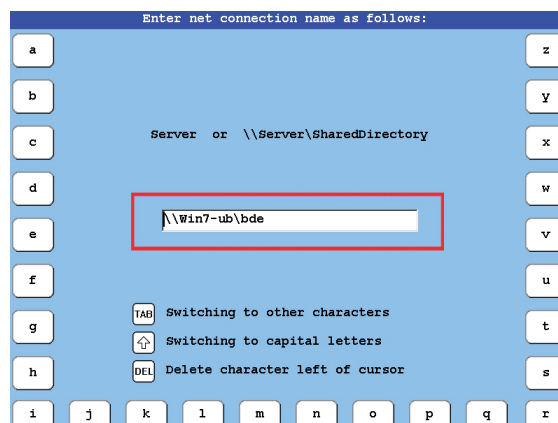 Enter net connection name as follows:
a
z
b
y
c
Server or \\Server\SharedDirectory
x
d
w
\\Win7-ub\bde
e
v
f
u
TAB Switching to other characters
g
t
Switching to capital letters
h
DEL Delete character left of cursor
s
i j k l m n o p q r